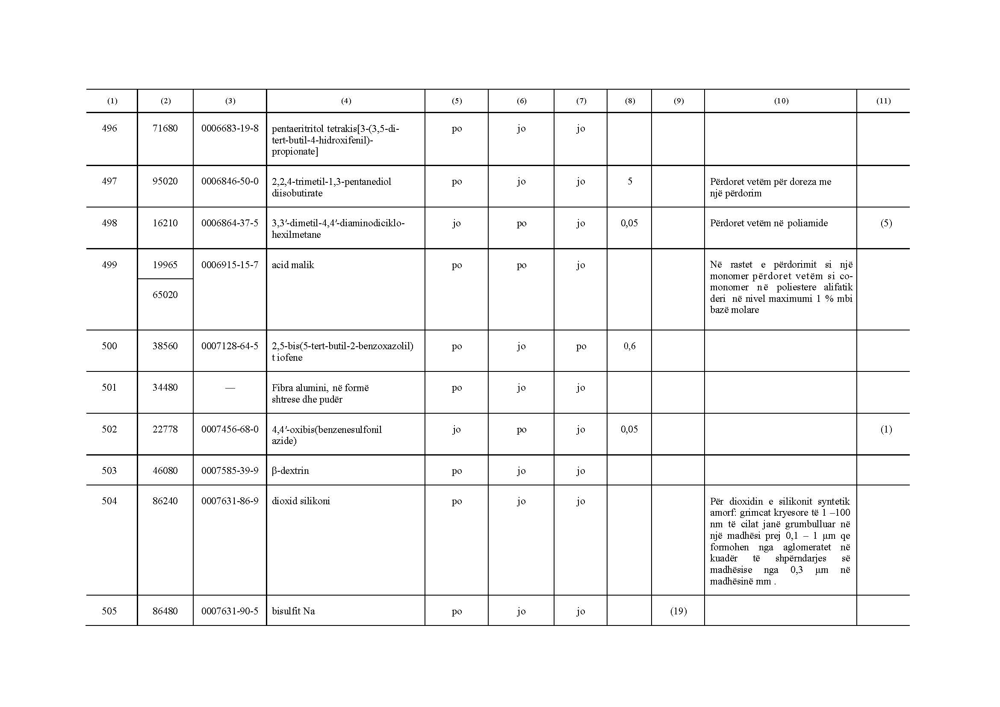 (1) (2) (3) (4) (5) (6) (7) (8) (9) (10) (11)
496 71680 0006683-19-8 pentaeritritol tetrakis[3-(3,5-di- po jo jo
tert-butil-4-hidroxifenil)-
propionate]
497 95020 0006846-50-0 2,2,4-trimetil-1,3-pentanediol po jo jo 5 Përdoret vetëm për doreza me
diisobutirate një përdorim
498 16210 0006864-37-5 3,3′-dimetil-4,4′-diaminodiciklo- jo po jo 0,05 Përdoret vetëm në poliamide (5)
hexilmetane
499 19965 0006915-15-7 acid malik po po jo Në rastet e përdorimit si një
monomer përdoret vetëm si co-
monomer në poliestere alifatik
65020
deri në nivel maximumi 1 % mbi
bazë molare
500 38560 0007128-64-5 2,5-bis(5-tert-butil-2-benzoxazolil) po jo po 0,6
t iofene
501 34480 — Fibra alumini, në formë po jo jo
shtrese dhe pudër
502 22778 0007456-68-0 4,4′-oxibis(benzenesulfonil jo po jo 0,05 (1)
azide)
503 46080 0007585-39-9 β-dextrin po jo jo
504 86240 0007631-86-9 dioxid silikoni po jo jo Për dioxidin e silikonit syntetik
amorf: grimcat kryesore të 1 –100
nm të cilat janë grumbulluar në
një madhësi prej 0,1 – 1 μm qe
formohen nga aglomeratet në
kuadër të shpërndarjes së
madhësise nga 0,3 μm në
madhësinë mm .
505 86480 0007631-90-5 bisulfit Na po jo jo (19)